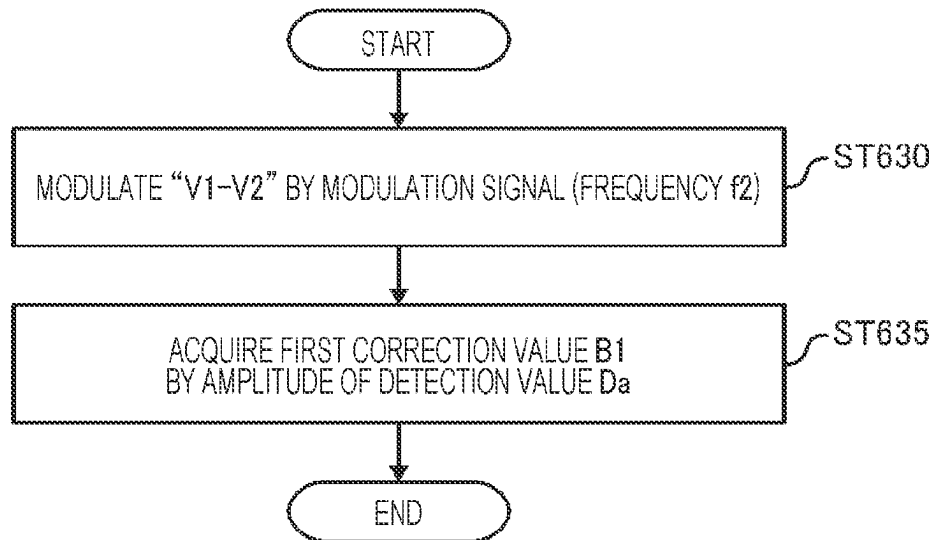 START
MODULATE “V1-V2” BY MODULATION SIGNAL (FREQUENCY f2)
ST630
ACQUIRE FIRST CORRECTION VALUE B1
BY AMPLITUDE OF DETECTION VALUE Da
ST635
END